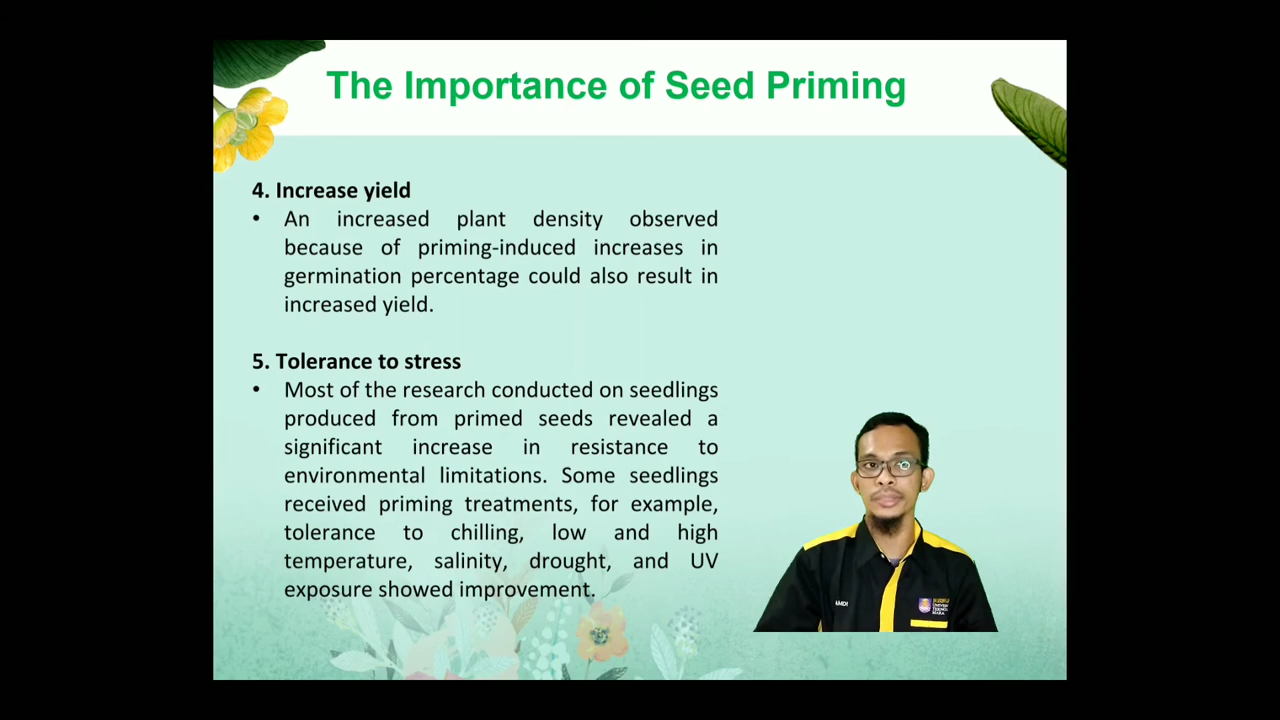 The Importance of Seed Priming
4. Increase yield
• An increased plant density observed
because of priming-induced increases in
germination percentage could also result in
increased yield.
5. Tolerance to stress
• Most of the research conducted on seedlings
produced from primed seeds revealed a
significant increase in resistance to
environmental limitations. Some seedlings
received priming treatments, for example,
tolerance to chilling, low and high
temperature, salinity, drought, and UV
exposure showed improvement.
AMDI
MARA